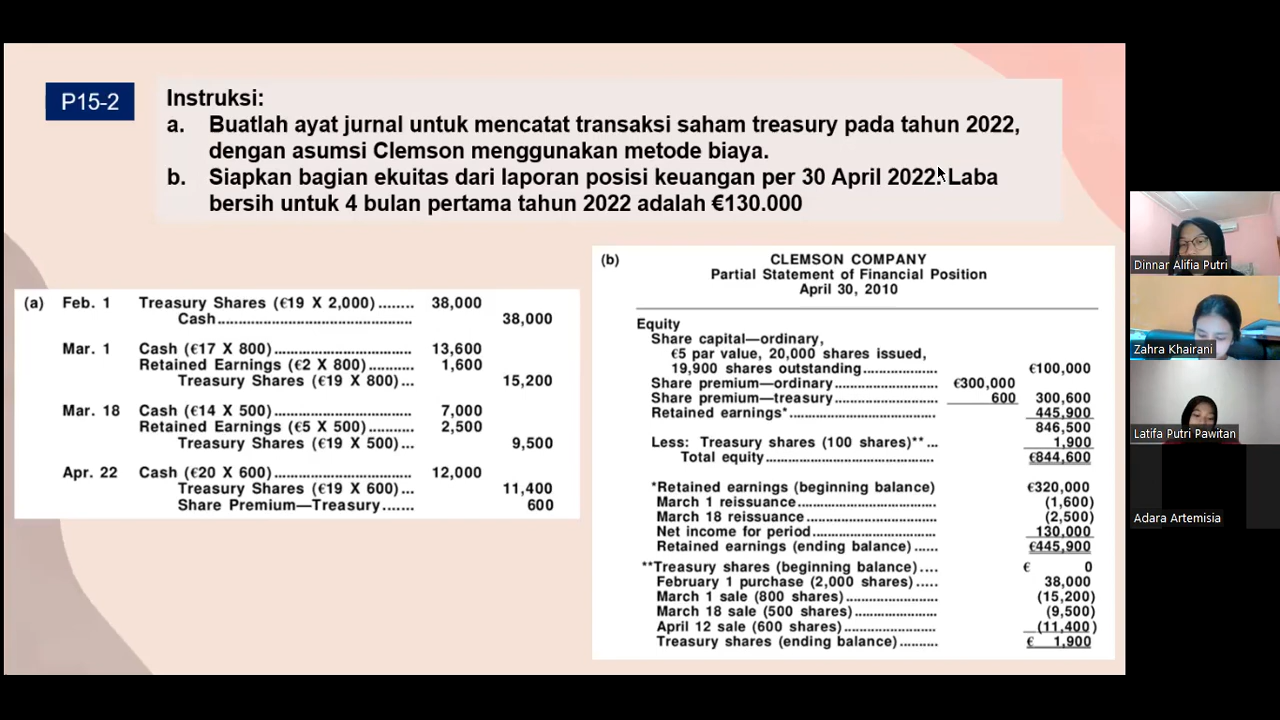 P15-2
Instruksi:
a. Buatlah ayat jurnal untuk mencatat transaksi saham treasury pada tahun 2022,
dengan asumsi Clemson menggunakan metode biaya.
b. Siapkan bagian ekuitas dari laporan posisi keuangan per 30 April 2022. Laba
bersih untuk 4 bulan pertama tahun 2022 adalah €130.000
(a) Feb. 1 Treasury Shares (€19 X 2,000)........ 38,000
Cash............................................ 38,000
Mar. 1 Cash (€17 X 800)............................... 13,600
Retained Earnings (€2 X 800).......... 1,600
Treasury Shares (€19 X 800)... 15,200
Mar. 18 Cash (€14 X 500)............................... 7,000
Retained Earnings (€5 X 500).......... 2,500
Treasury Shares (€19 X 500)... 9,500
Apr. 22 Cash (€20 X 600)............................... 12,000
Treasury Shares (€19 X 600)... 11,400
Share Premium—Treasury....... 600
(b) CLEMSON COMPANY
Partial Statement of Financial Position
April 30, 2010
Equity
Share capital—ordinary,
€5 par value, 20,000 shares issued,
19,900 shares outstanding................... €100,000
Share premium—ordinary....................... €300,000
Share premium—treasury....................... 600 300,600
Retained earnings*................................. 445,900
846,500
Less: Treasury shares (100 shares)** ... 1,900
Total equity........................................ €844,600
*Retained earnings (beginning balance) €320,000
March 1 reissuance............................... (1,600)
March 18 reissuance............................. (2,500)
Net income for period............................ 130,000
Retained earnings (ending balance) ...... €445,900
**Treasury shares (beginning balance).... € 0
February 1 purchase (2,000 shares) ..... 38,000
March 1 sale (800 shares)..................... (15,200)
March 18 sale (500 shares)................... (9,500)
April 12 sale (600 shares)..................... (11,400)
Treasury shares (ending balance).......... € 1,900
Dinnar Alifia Putri
Zahra Khairani
Latifa Putri Pawitan
Adara Artemisia